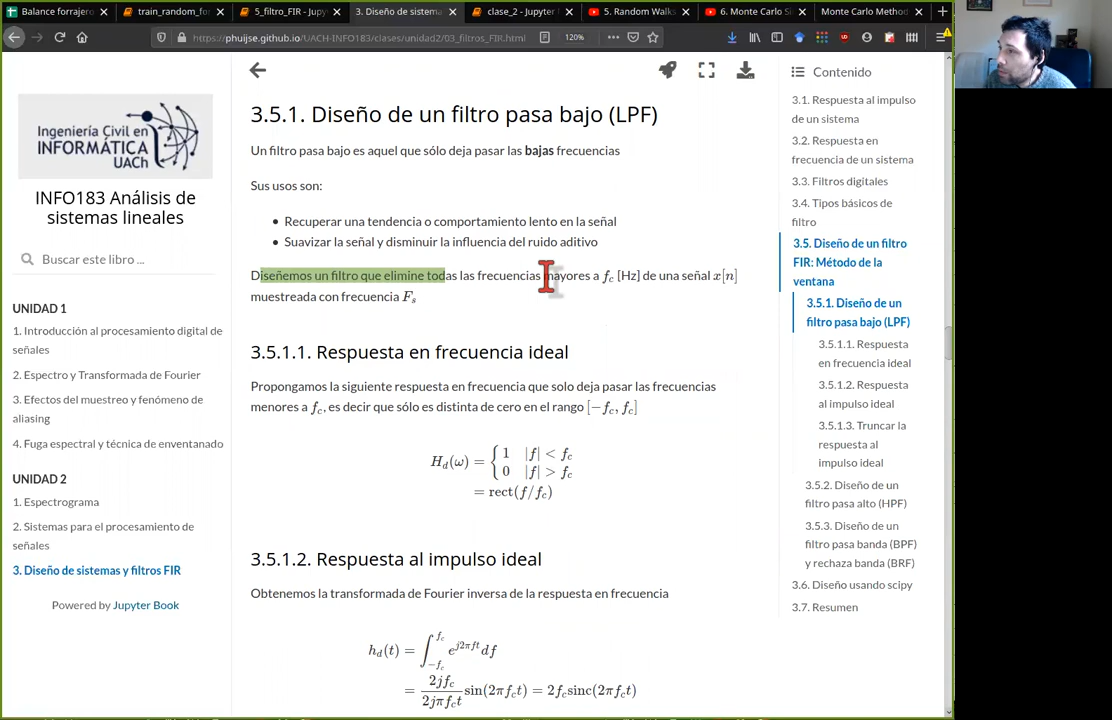 Balance forrajero
train_random_for
5_filtro_FIR - Jupyt
3. Diseño de sistema
clase_2 - Jupyter
5. Random Walks
6. Monte Carlo Si
Monte Carlo Method
https://phuijse.github.io/UACH-INFO183/clases/unidad2/03_filtros_FIR.html
120%
Ingeniería Civil en
INFORMÁTICA
UACh
INFO183 Análisis de
sistemas lineales
Buscar este libro ...
UNIDAD 1
1. Introducción al procesamiento digital de
señales
2. Espectro y Transformada de Fourier
3. Efectos del muestreo y fenómeno de
aliasing
4. Fuga espectral y técnica de enventanado
UNIDAD 2
1. Espectrograma
2. Sistemas para el procesamiento de
señales
3. Diseño de sistemas y filtros FIR
Powered by Jupyter Book
3.5.1. Diseño de un filtro pasa bajo (LPF)
Un filtro pasa bajo es aquel que sólo deja pasar las bajas frecuencias
Sus usos son:
• Recuperar una tendencia o comportamiento lento en la señal
• Suavizar la señal y disminuir la influencia del ruido aditivo
Diseñemos un filtro que elimine todas las frecuencias mayores a f_c [Hz] de una señal x[n]
muestreada con frecuencia F_s
3.5.1.1. Respuesta en frecuencia ideal
Propongamos la siguiente respuesta en frecuencia que solo deja pasar las frecuencias
menores a f_c, es decir que sólo es distinta de cero en el rango [−f_c, f_c]
H_d(ω) = { 1 |f| < f_c
0 |f| > f_c
= rect(f/f_c)
3.5.1.2. Respuesta al impulso ideal
Obtenemos la transformada de Fourier inversa de la respuesta en frecuencia
h_d(t) = ∫_{−f_c}^{f_c} e^{j2πft} df
= 2jf_c / 2jπf_ct sin(2πf_ct) = 2f_c sinc(2πf_ct)
Contenido
3.1. Respuesta al impulso
de un sistema
3.2. Respuesta en
frecuencia de un sistema
3.3. Filtros digitales
3.4. Tipos básicos de
filtro
3.5. Diseño de un filtro
FIR: Método de la
ventana
3.5.1. Diseño de un
filtro pasa bajo (LPF)
3.5.1.1. Respuesta
en frecuencia ideal
3.5.1.2. Respuesta
al impulso ideal
3.5.1.3. Truncar la
respuesta al
impulso ideal
3.5.2. Diseño de un
filtro pasa alto (HPF)
3.5.3. Diseño de un
filtro pasa banda (BPF)
y rechaza banda (BRF)
3.6. Diseño usando scipy
3.7. Resumen